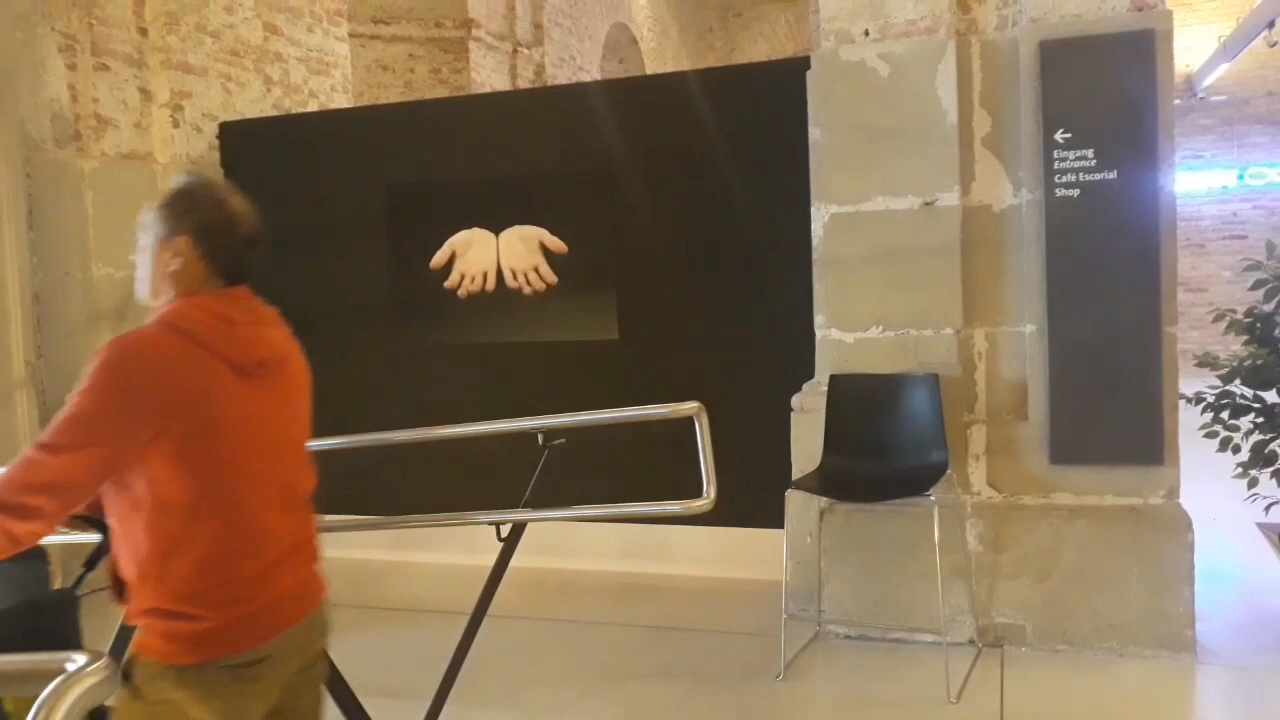 ←
Eingang
Entrance
Café Escorial
Shop